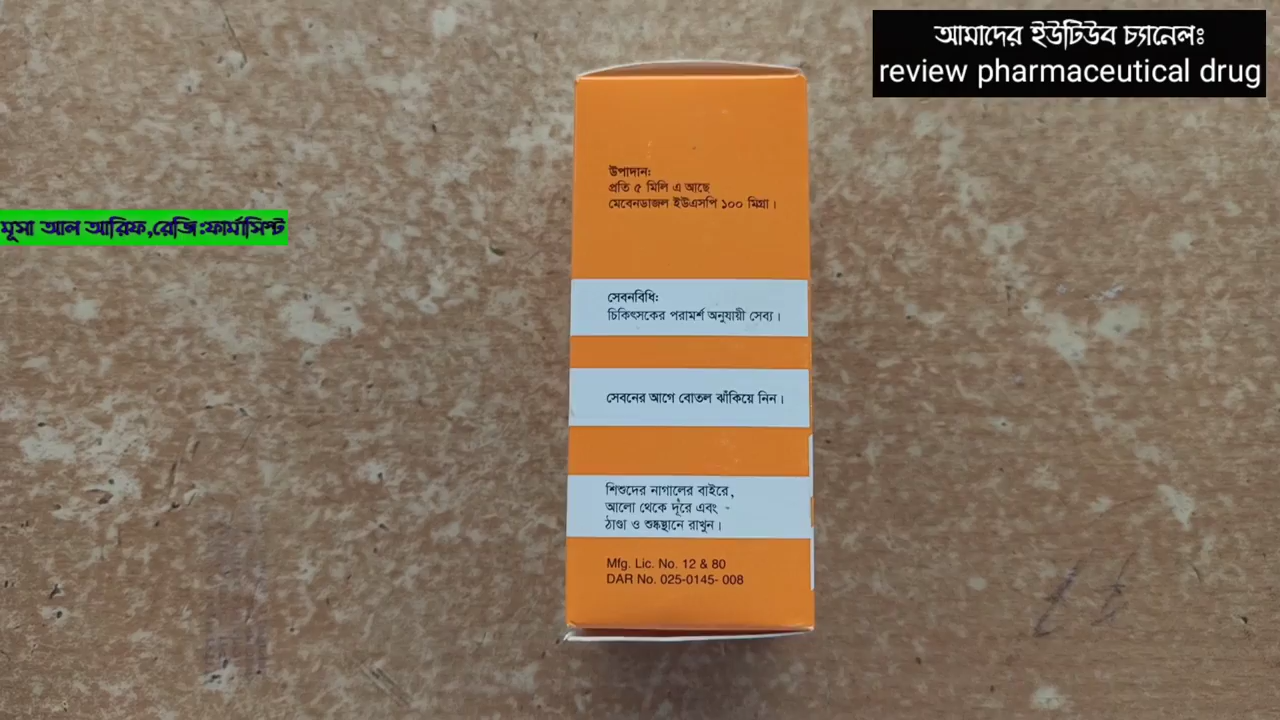 আমাদের ইউটিউব চ্যানেলঃ
review pharmaceutical drug
মুসা আল আরিফ,রেজি:ফার্মাসিস্ট
উপাদান:
প্রতি ৫ মিলি এ আছে
মেবেনডাজল ইউএসপি ১০০ মিগ্রা।
সেবনবিধি:
চিকিৎসকের পরামর্শ অনুযায়ী সেব্য।
সেবনের আগে বোতল ঝাঁকিয়ে নিন।
শিশুদের নাগালের বাইরে,
আলো থেকে দূরে এবং -
ঠাণ্ডা ও শুষ্কস্থানে রাখুন।
Mfg. Lic. No. 12 & 80
DAR No. 025-0145- 008